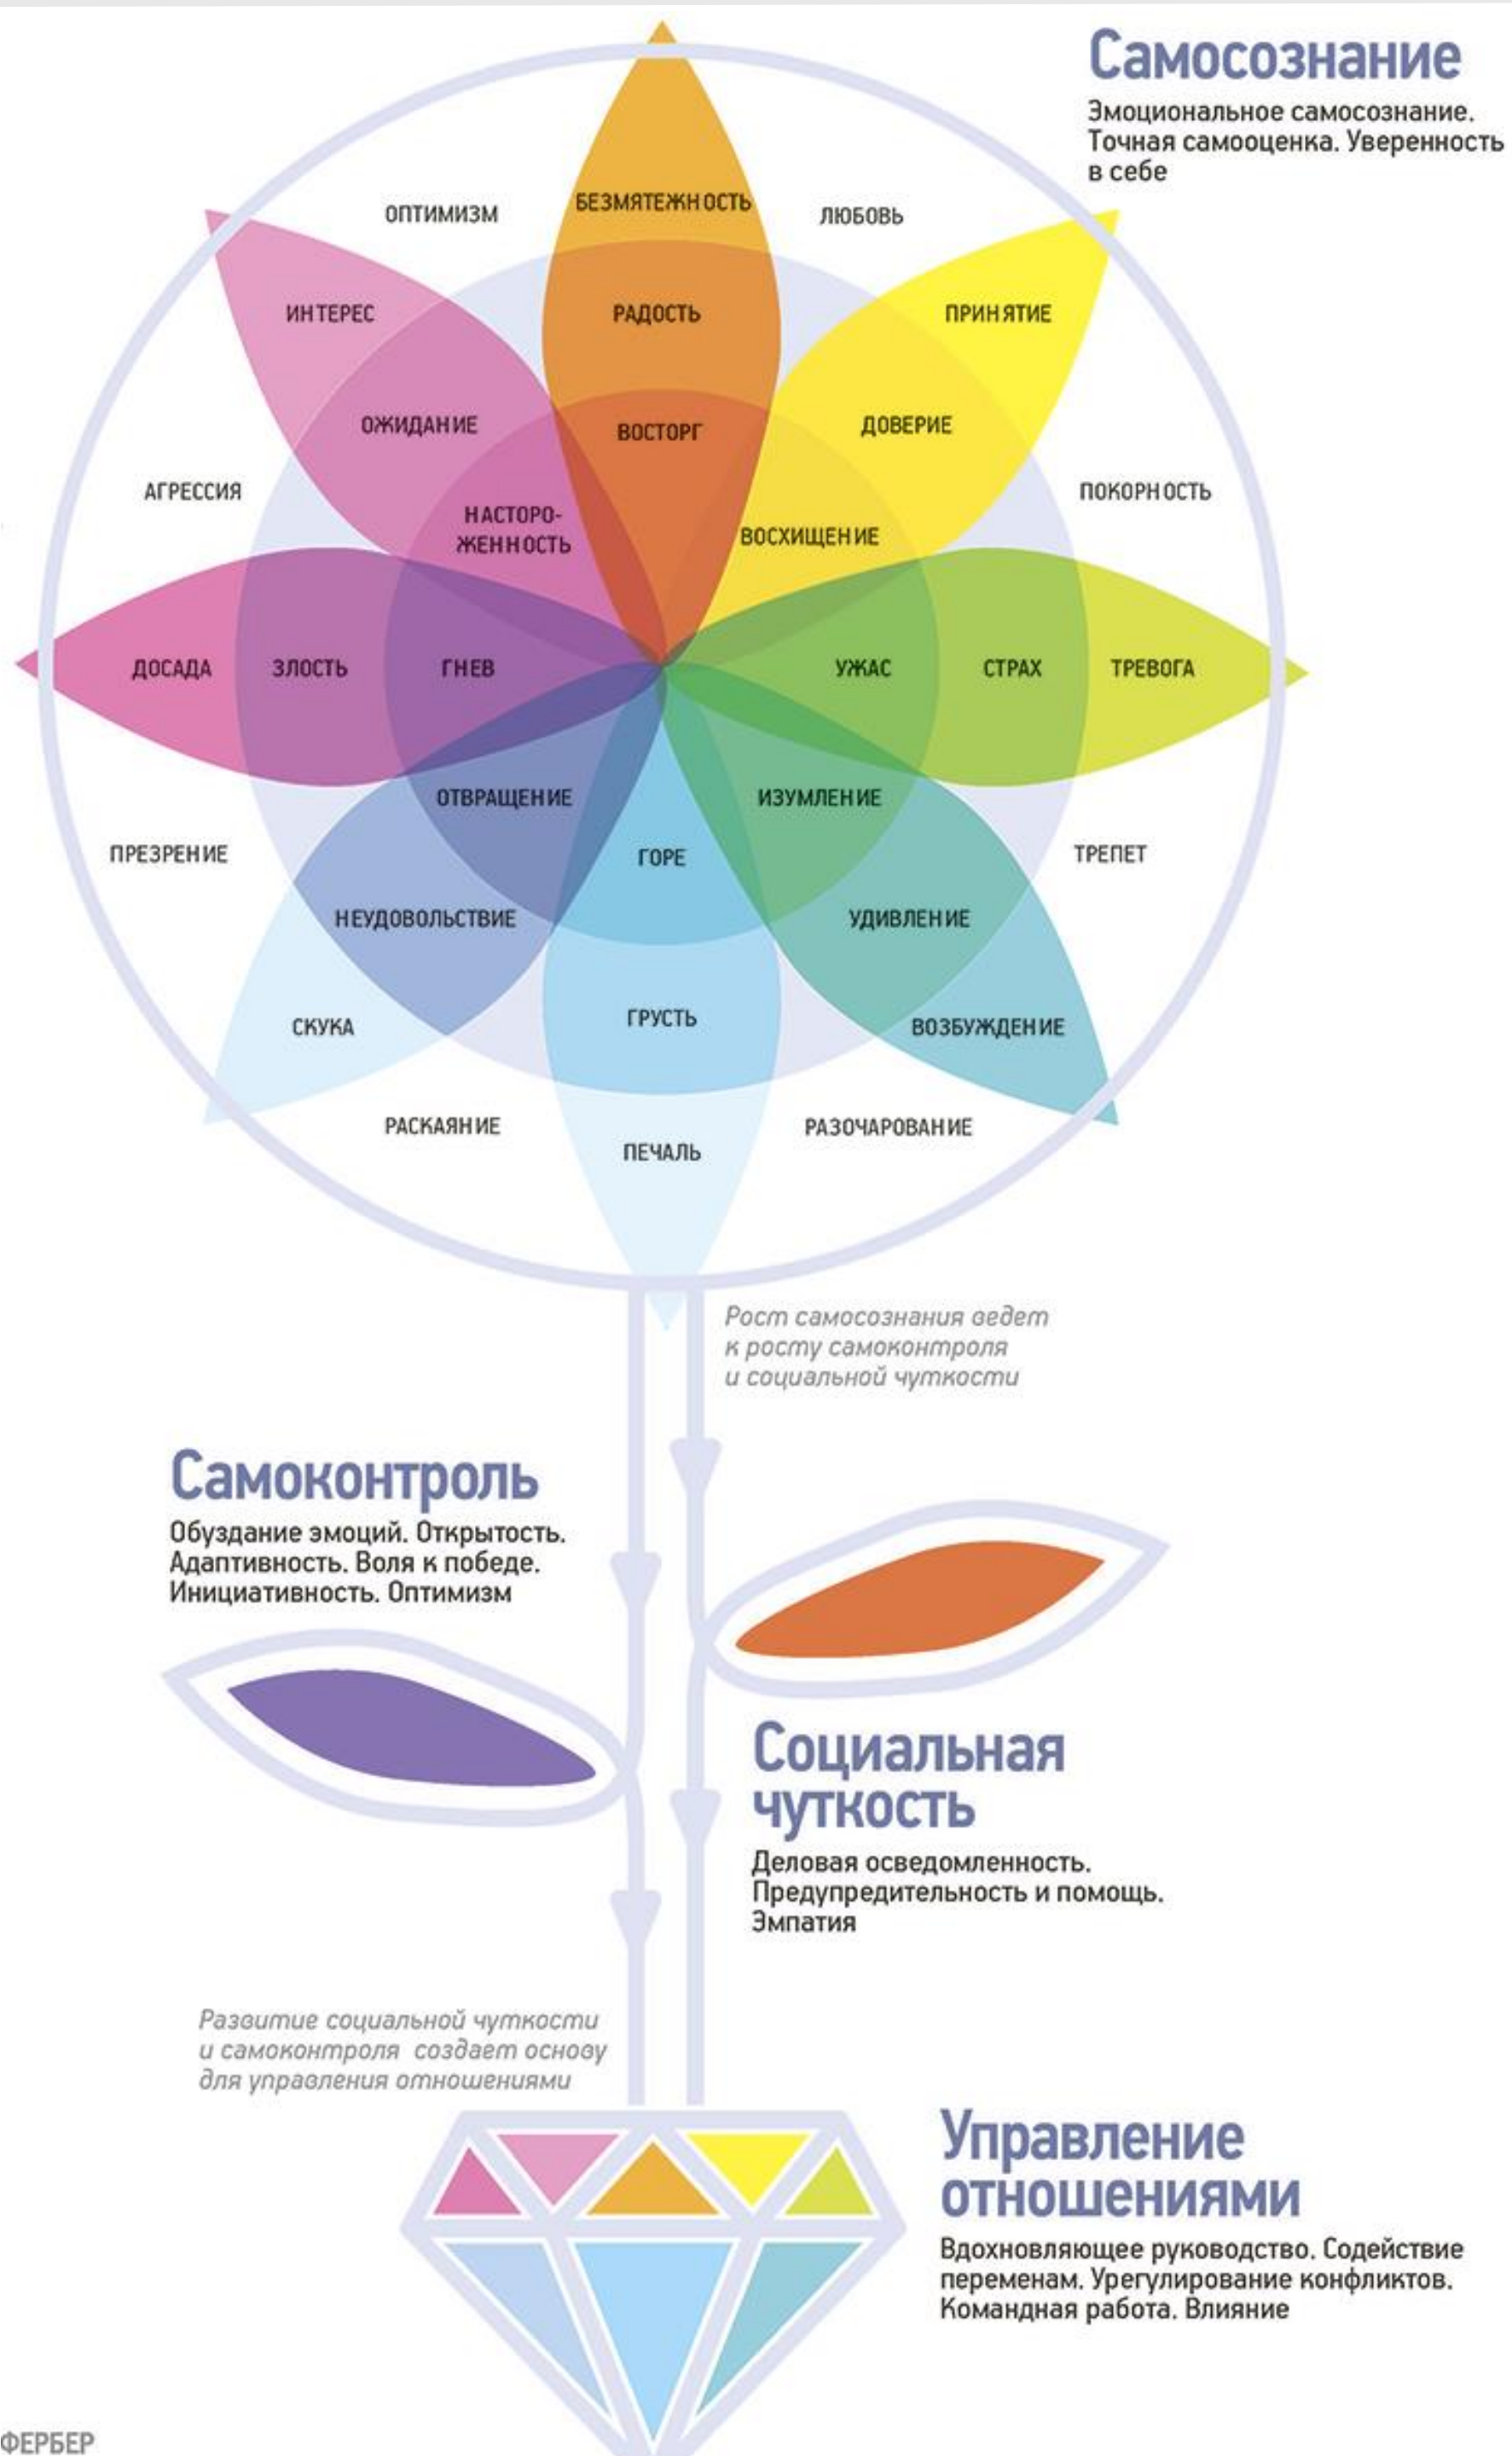 Самосознание
Эмоциональное самосознание.
Точная самооценка. Уверенность
в себе
ОПТИМИЗМ
БЕЗМЯТЕЖНОСТЬ
ЛЮБОВЬ
ИНТЕРЕС
РАДОСТЬ
ПРИНЯТИЕ
ОЖИДАНИЕ
ВОСТОРГ
ДОВЕРИЕ
АГРЕССИЯ
НАСТОРО-
ЖЕННОСТЬ
ВОСХИЩЕНИЕ
ПОКОРНОСТЬ
ДОСАДА
ЗЛОСТЬ
ГНЕВ
УЖАС
СТРАХ
ТРЕВОГА
ОТВРАЩЕНИЕ
ИЗУМЛЕНИЕ
ПРЕЗРЕНИЕ
ГОРЕ
ТРЕПЕТ
НЕУДОВОЛЬСТВИЕ
УДИВЛЕНИЕ
СКУКА
ГРУСТЬ
ВОЗБУЖДЕНИЕ
РАСКАЯНИЕ
ПЕЧАЛЬ
РАЗОЧАРОВАНИЕ
Рост самосознания ведет
к росту самоконтроля
и социальной чуткости
Самоконтроль
Обуздание эмоций. Открытость.
Адаптивность. Воля к победе.
Инициативность. Оптимизм
Социальная
чуткость
Деловая осведомленность.
Предупредительность и помощь.
Эмпатия
Развитие социальной чуткости
и самоконтроля создает основу
для управления отношениями
Управление
отношениями
Вдохновляющее руководство. Содействие
переменам. Урегулирование конфликтов.
Командная работа. Влияние
ФЕРБЕР